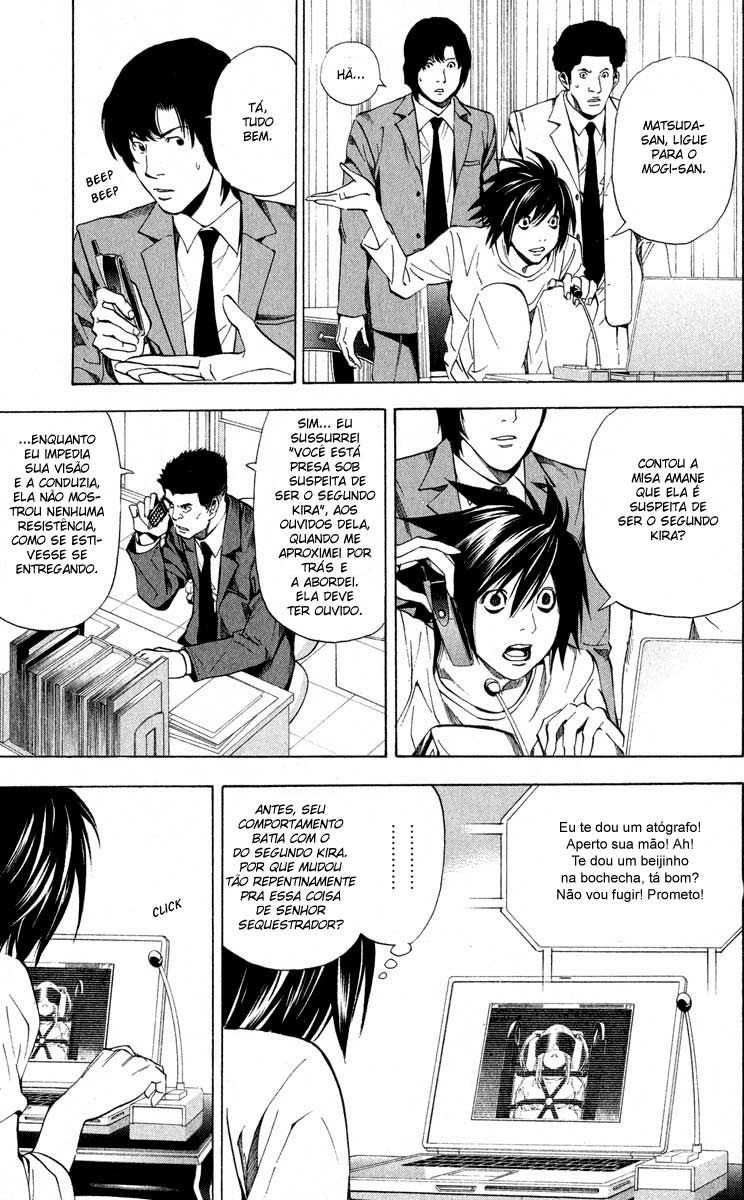 MATSUDA-
SAN, LIGUE
PARA O
MOGI-SAN.
HÃ...
TÁ,
TUDO
BEM.
BEEP
BEEP
CONTOU A
MISA AMANE
QUE ELA É
SUSPEITA DE
SER O SEGUNDO
KIRA?
SIM... EU
SUSSURREI
"VOCÊ ESTÁ
PRESA SOB
SUSPEITA DE
SER O SEGUNDO
KIRA", AOS
OUVIDOS DELA,
QUANDO ME
APROXIMEI POR
TRÁS E
A ABORDEI.
ELA DEVE
TER OUVIDO.
...ENQUANTO
EU IMPEDIA
SUA VISÃO
E A CONDUZIA,
ELA NÃO MOS-
TROU NENHUMA
RESISTÊNCIA,
COMO SE ESTI-
VESSE SE
ENTREGANDO.
Eu te dou um atógrafo!
Aperto sua mão! Ah!
Te dou um beijinho
na bochecha, tá bom?
Não vou fugir! Prometo!
ANTES, SEU
COMPORTAMENTO
BATIA COM O
DO SEGUNDO KIRA.
POR QUE MUDOU
TÃO REPENTINAMENTE
PRA ESSA COISA
DE SENHOR
SEQUESTRADOR?
CLICK